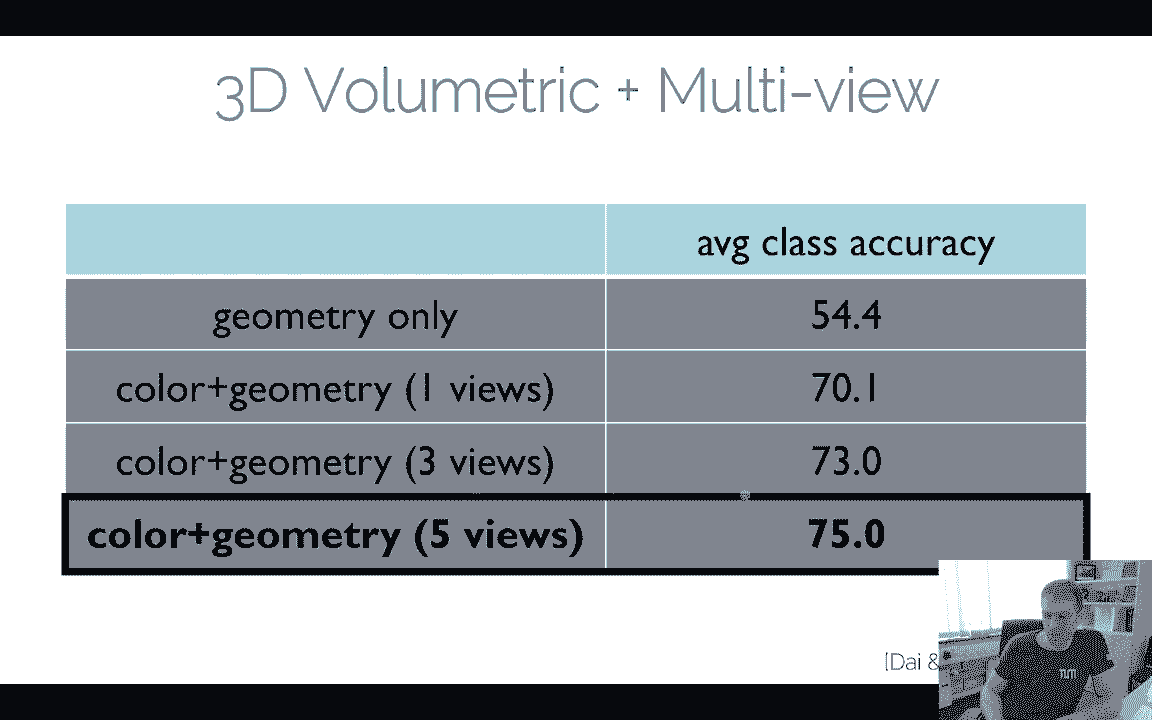 3D Volumetric + Multi-view
avg class accuracy
geometry only 54.4
color+geometry (1 views) 70.1
color+geometry (3 views) 73.0
color+geometry (5 views) 75.0
[Dai &
TUM